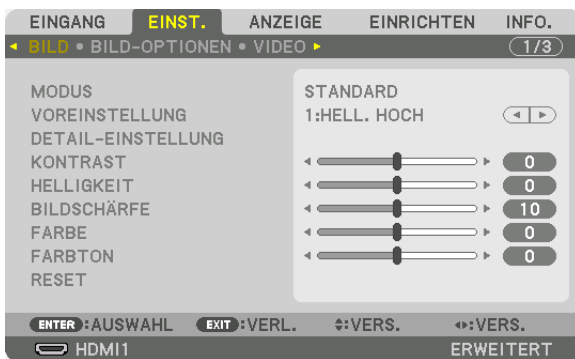 EINGANG EINST. ANZEIGE EINRICHTEN INFO.
BILD • BILD-OPTIONEN • VIDEO 1/3
MODUS STANDARD
VOREINSTELLUNG 1:HELL. HOCH
DETAIL-EINSTELLUNG
KONTRAST 0
HELLIGKEIT 0
BILDSCHÄRFE 10
FARBE 0
FARBTON 0
RESET
ENTER:AUSWAHL EXIT:VERL. :VERS. :VERS.
HDMI1 ERWEITERT